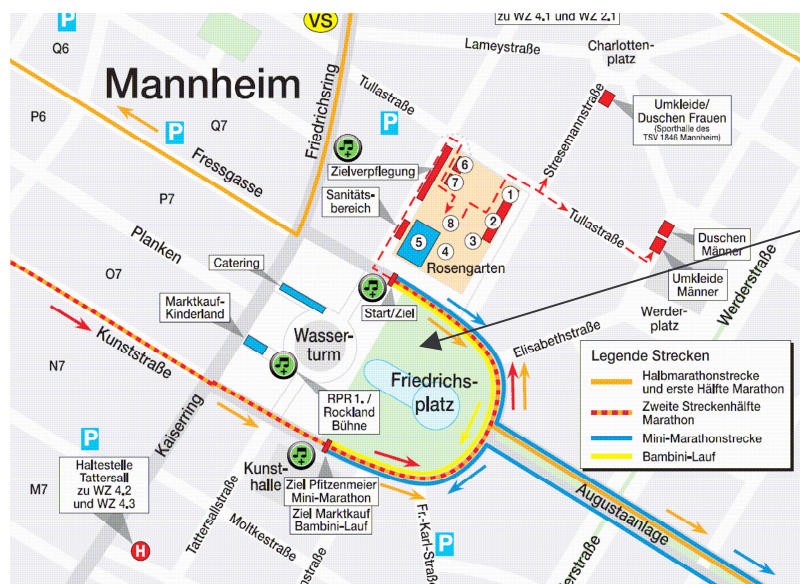 zu WZ 4.1 und WZ 2.1
VS
P
Q6
Lameystraße
Charlotten-
platz
Mannheim
Tullastraße
P6
P
Q7
P
Friedrichsring
Fressgasse
Stresemannstraße
Umkleide/
Duschen Frauen
(Sporthalle des
TSV 1846 Mannheim)
Zielverpflegung
6
7
1
Sanitäts-
bereich
P7
8
2
Tullastraße
5
4
3
Duschen
Männer
Planken
Rosengarten
Umkleide
Männer
Catering
O7
Start/Ziel
Werder-
platz
Werderstraße
Marktkauf-
Kinderland
Wasser-
turm
Elisabethstraße
Kunststraße
N7
Friedrichs-
platz
RPR 1./
Rockland
Bühne
Kaiserring
Legende Strecken
Halbmarathonstrecke
und erste Hälfte Marathon
Zweite Streckenhälfte
Marathon
Mini-Marathonstrecke
Bambini-Lauf
P
Haltestelle
Tattersall
zu WZ 4.2
und WZ 4.3
Kunst-
halle
Ziel Pfitzenmeier
Mini-Marathon
Ziel Marktkauf
Bambini-Lauf
M7
Tattersallstraße
Moltkestraße
Fr.-Karl-Straße
Augustaanlage
P
H